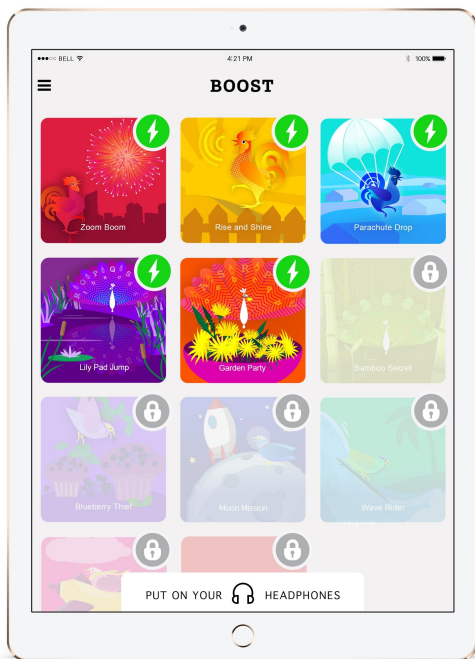 BELL
4:21 PM
100%
BOOST
Zoom Boom
Rise and Shine
Parachute Drop
Lily Pad Jump
Garden Party
Bamboo Secret
Blueberry Thief
Moon Mission
Wave Rider
PUT ON YOUR HEADPHONES